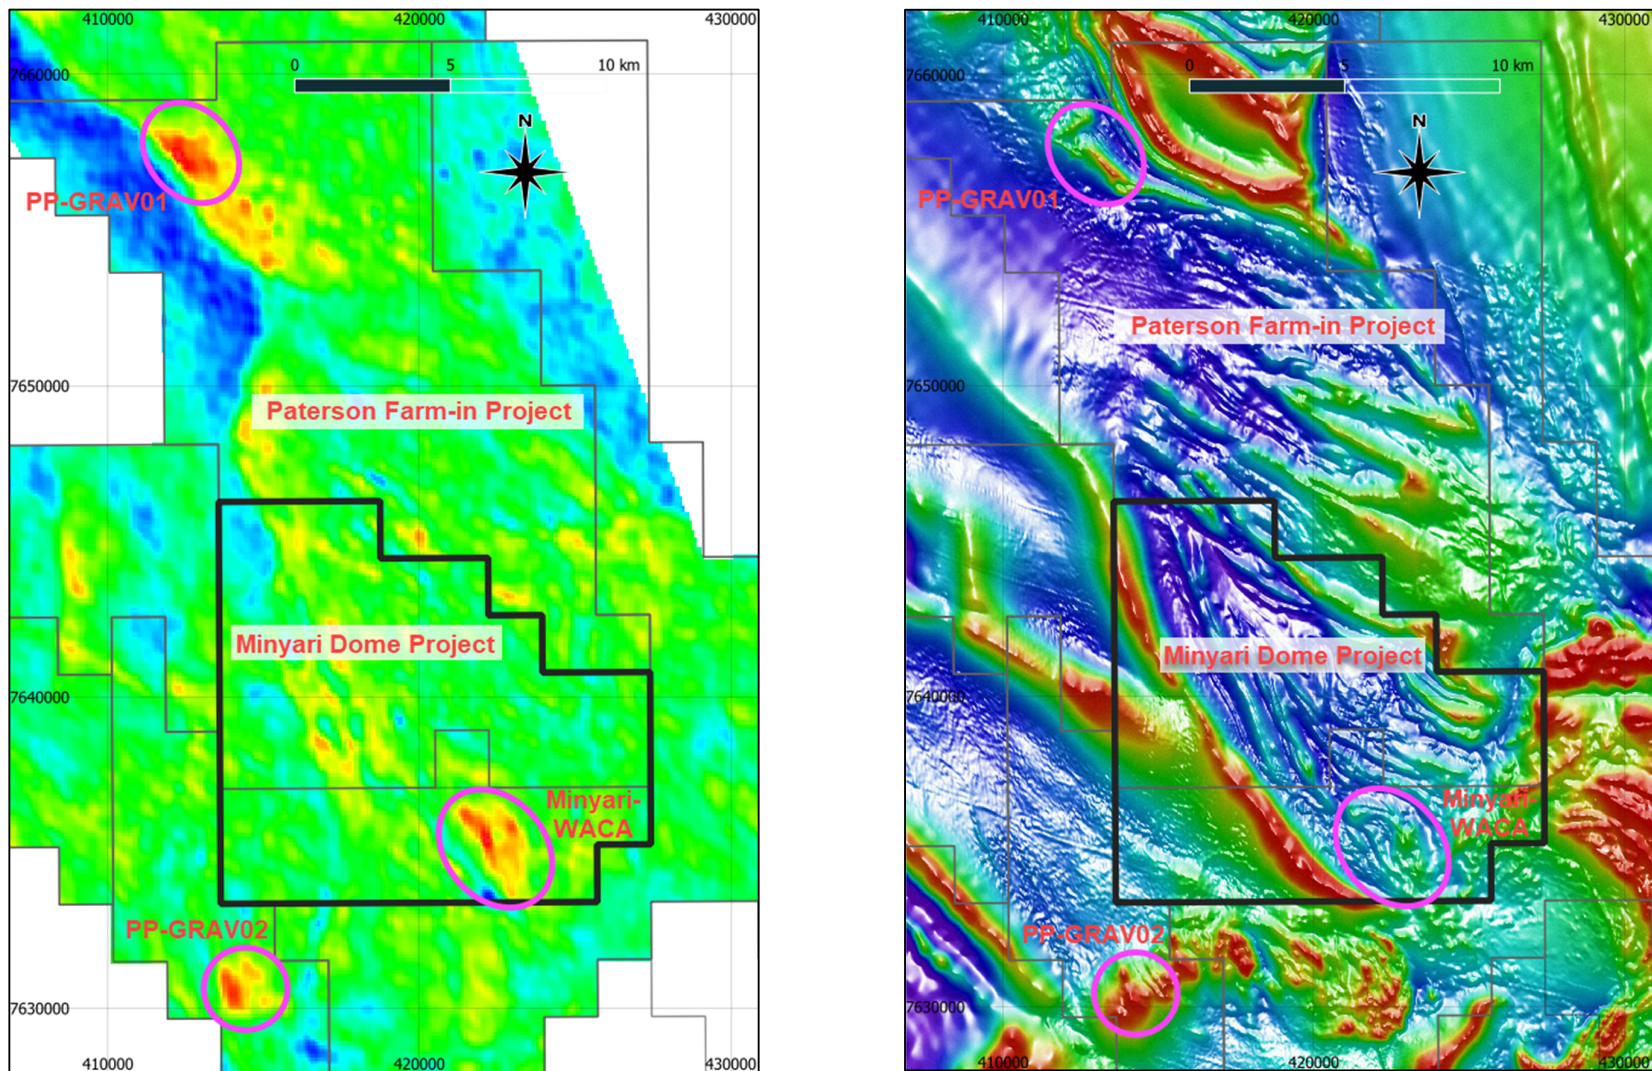 410000
420000
430000
7660000
0
5
10 km
N
PP-GRAV01
7650000
Paterson Farm-in Project
Minyari Dome Project
7640000
Minyari-
WACA
PP-GRAV02
7630000
410000
420000
430000
410000
420000
430000
7660000
0
5
10 km
N
PP-GRAV01
Paterson Farm-in Project
7650000
Minyari Dome Project
7640000
Minyari-
WACA
PP-GRAV02
7630000
410000
420000
430000